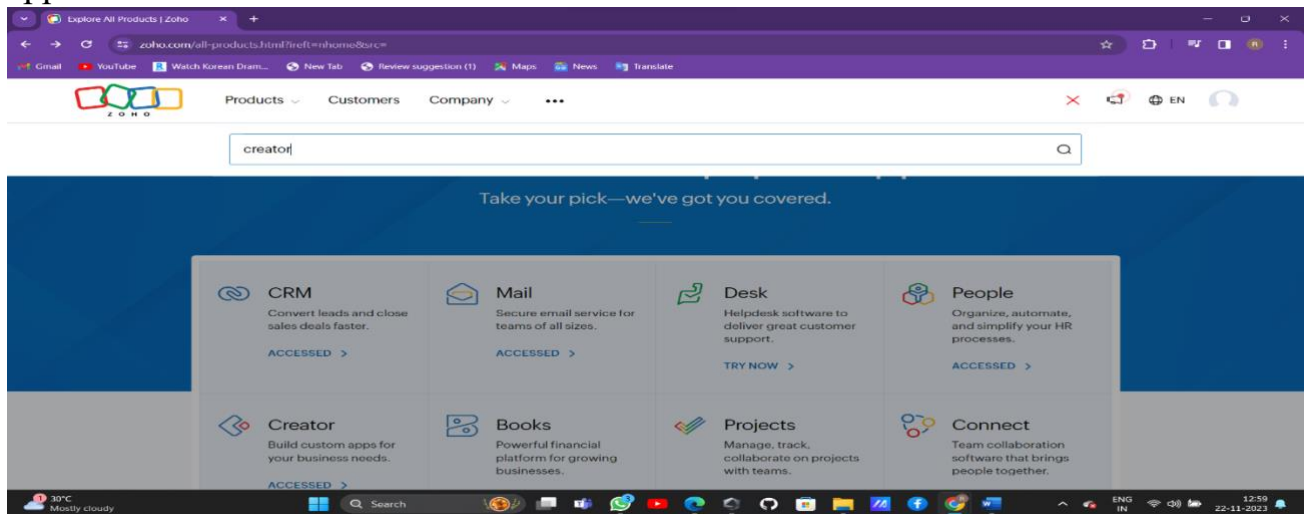 Explore All Products | Zoho
zoho.com/all-products.html?ireft=nhome&src=
Gmail YouTube Watch Korean Dram... New Tab Review suggestion (1) Maps News Translate
ZOHO Products Customers Company ••• EN
creator
Take your pick—we've got you covered.
CRM
Convert leads and close
sales deals faster.
ACCESSED >
Mail
Secure email service for
teams of all sizes.
ACCESSED >
Desk
Helpdesk software to
deliver great customer
support.
TRY NOW >
People
Organize, automate,
and simplify your HR
processes.
ACCESSED >
Creator
Build custom apps for
your business needs.
ACCESSED >
Books
Powerful financial
platform for growing
businesses.
Projects
Manage, track,
collaborate on projects
with teams.
Connect
Team collaboration
software that brings
people together.
30°C
Mostly cloudy
Search
ENG
IN
12:59
22-11-2023